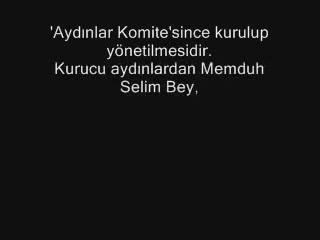 'Aydınlar Komite'since kurulup
yönetilmesidir.
Kurucu aydınlardan Memduh
Selim Bey,